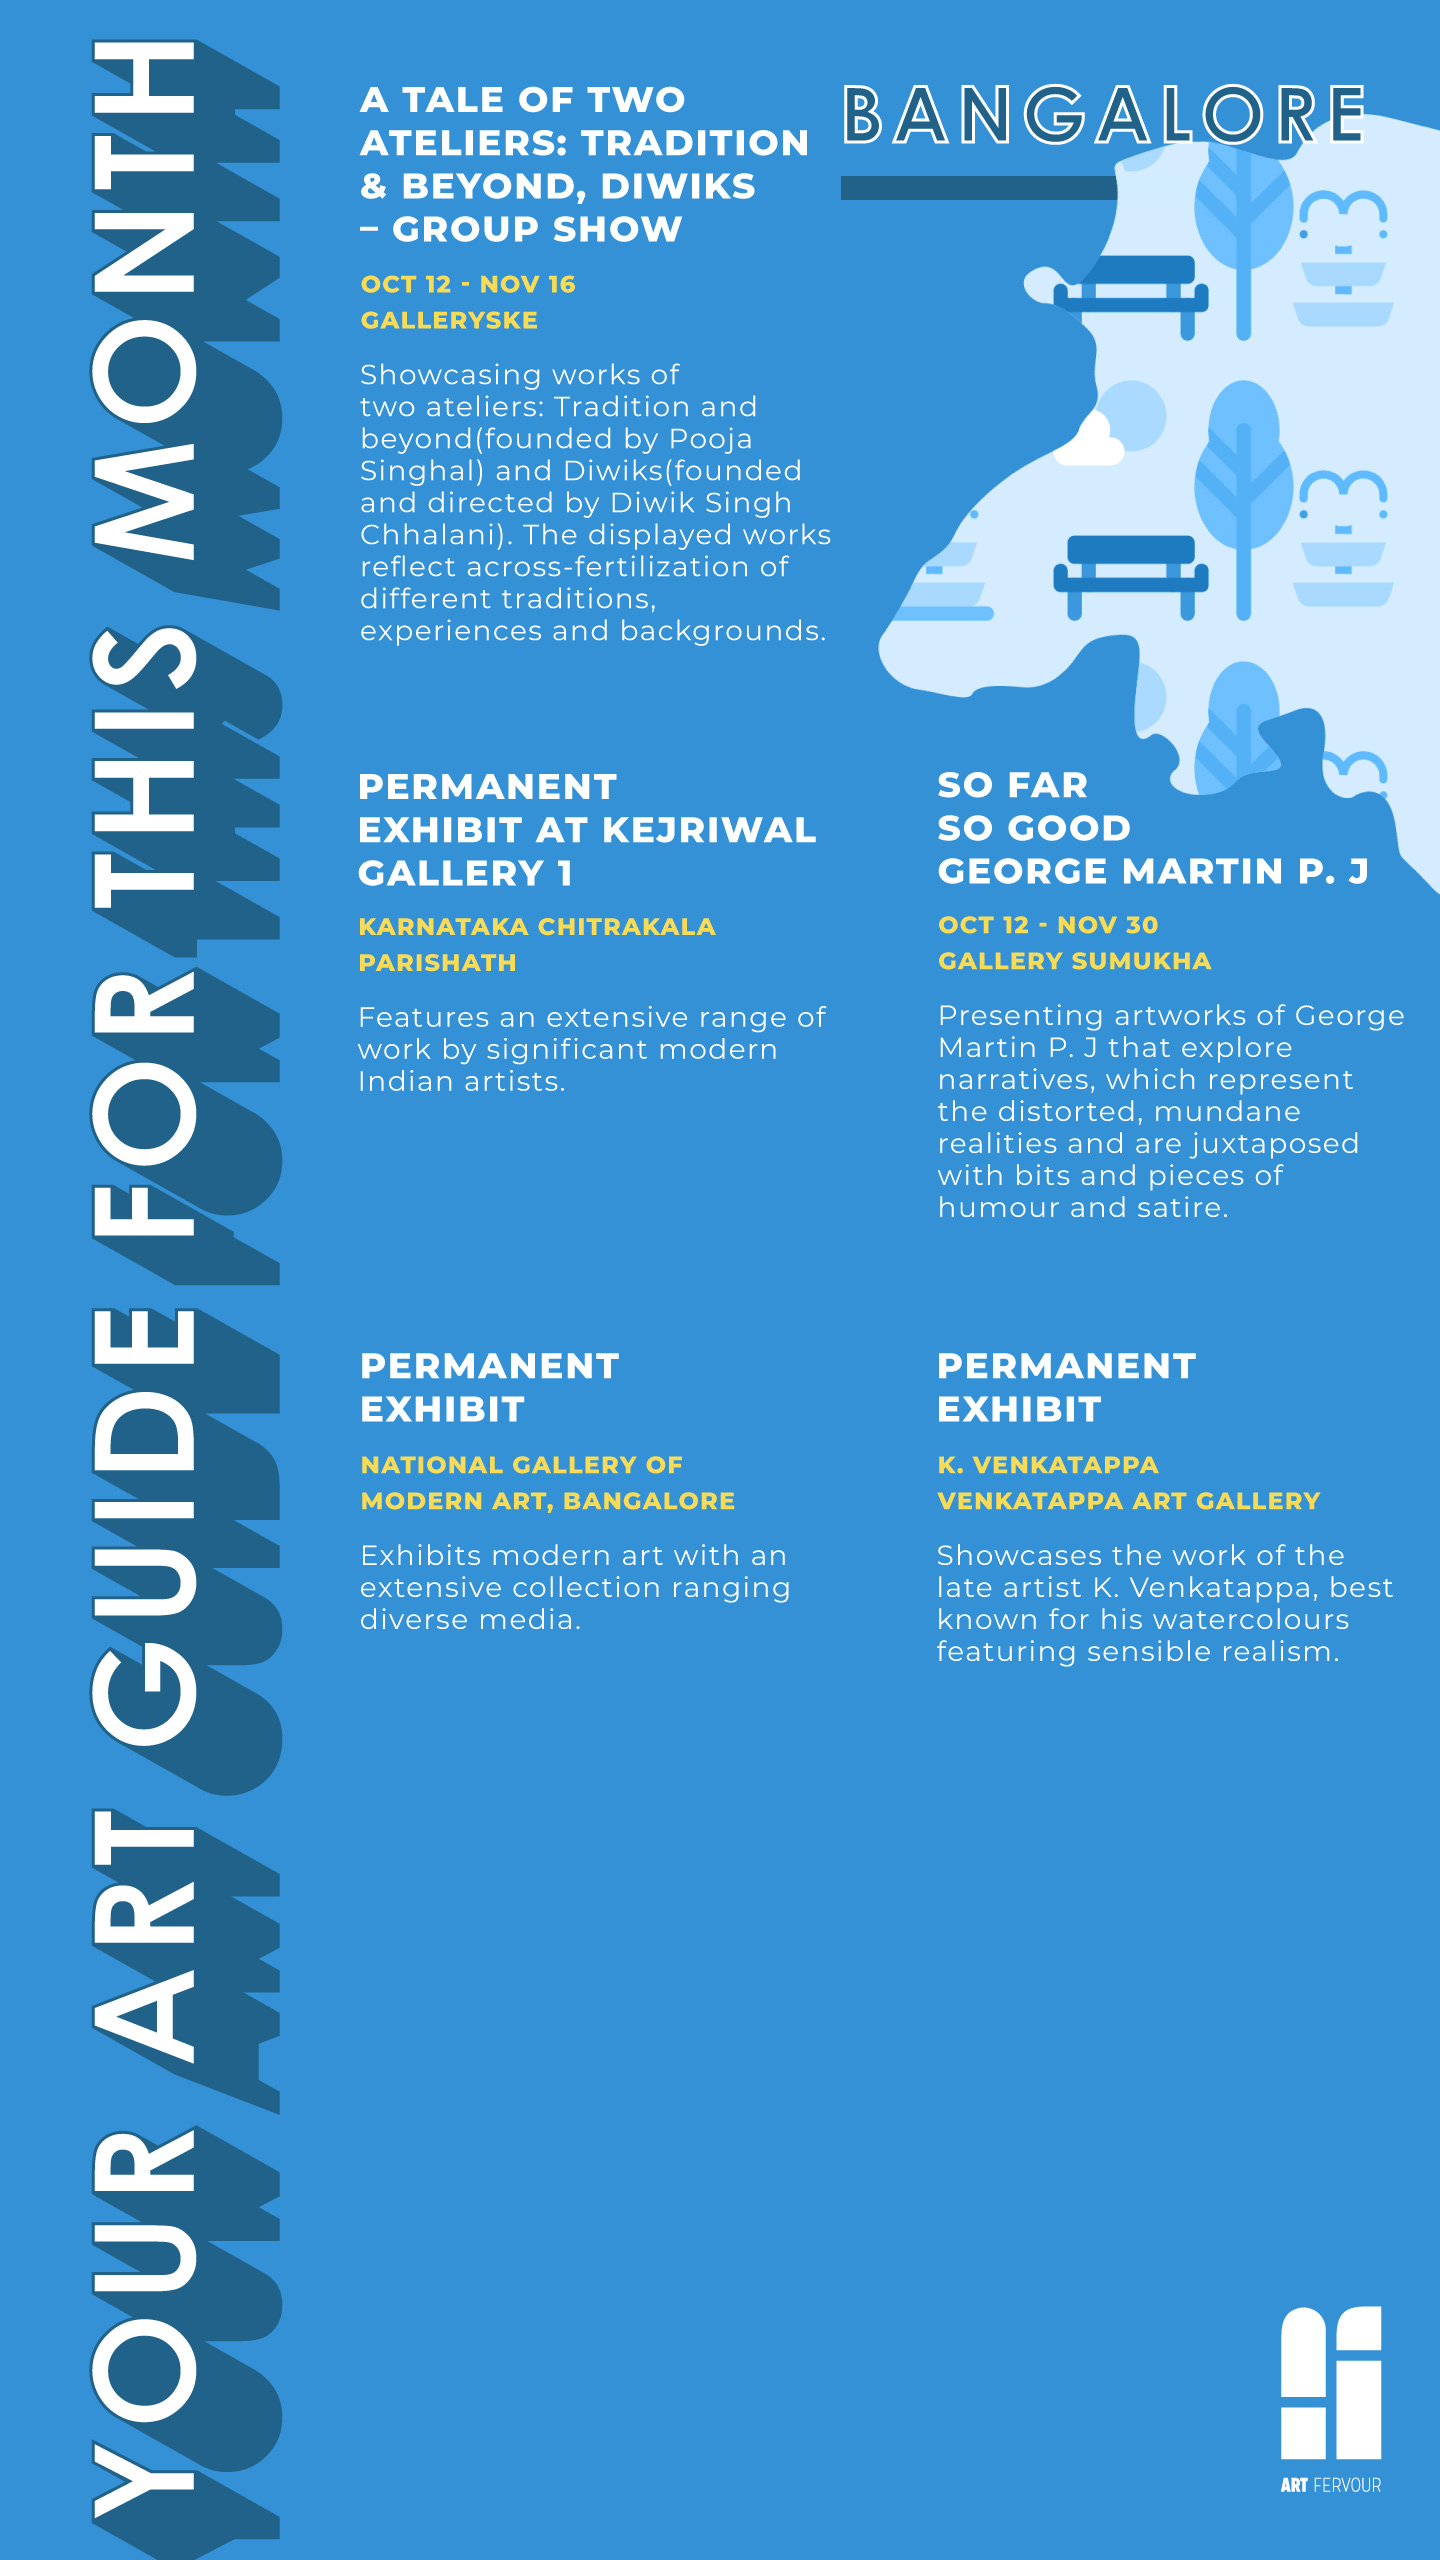 YOUR ART GUIDE FOR THIS MONTH
BANGALORE
A TALE OF TWO
ATELIERS: TRADITION
& BEYOND, DIWIKS
– GROUP SHOW
OCT 12 - NOV 16
GALLERYSKE
Showcasing works of
two ateliers: Tradition and
beyond(founded by Pooja
Singhal) and Diwiks(founded
and directed by Diwik Singh
Chhalani). The displayed works
reflect across-fertilization of
different traditions,
experiences and backgrounds.
PERMANENT
EXHIBIT AT KEJRIWAL
GALLERY 1
KARNATAKA CHITRAKALA
PARISHATH
Features an extensive range of
work by significant modern
Indian artists.
SO FAR
SO GOOD
GEORGE MARTIN P. J
OCT 12 - NOV 30
GALLERY SUMUKHA
Presenting artworks of George
Martin P. J that explore
narratives, which represent
the distorted, mundane
realities and are juxtaposed
with bits and pieces of
humour and satire.
PERMANENT
EXHIBIT
NATIONAL GALLERY OF
MODERN ART, BANGALORE
Exhibits modern art with an
extensive collection ranging
diverse media.
PERMANENT
EXHIBIT
K. VENKATAPPA
VENKATAPPA ART GALLERY
Showcases the work of the
late artist K. Venkatappa, best
known for his watercolours
featuring sensible realism.
ART FERVOUR